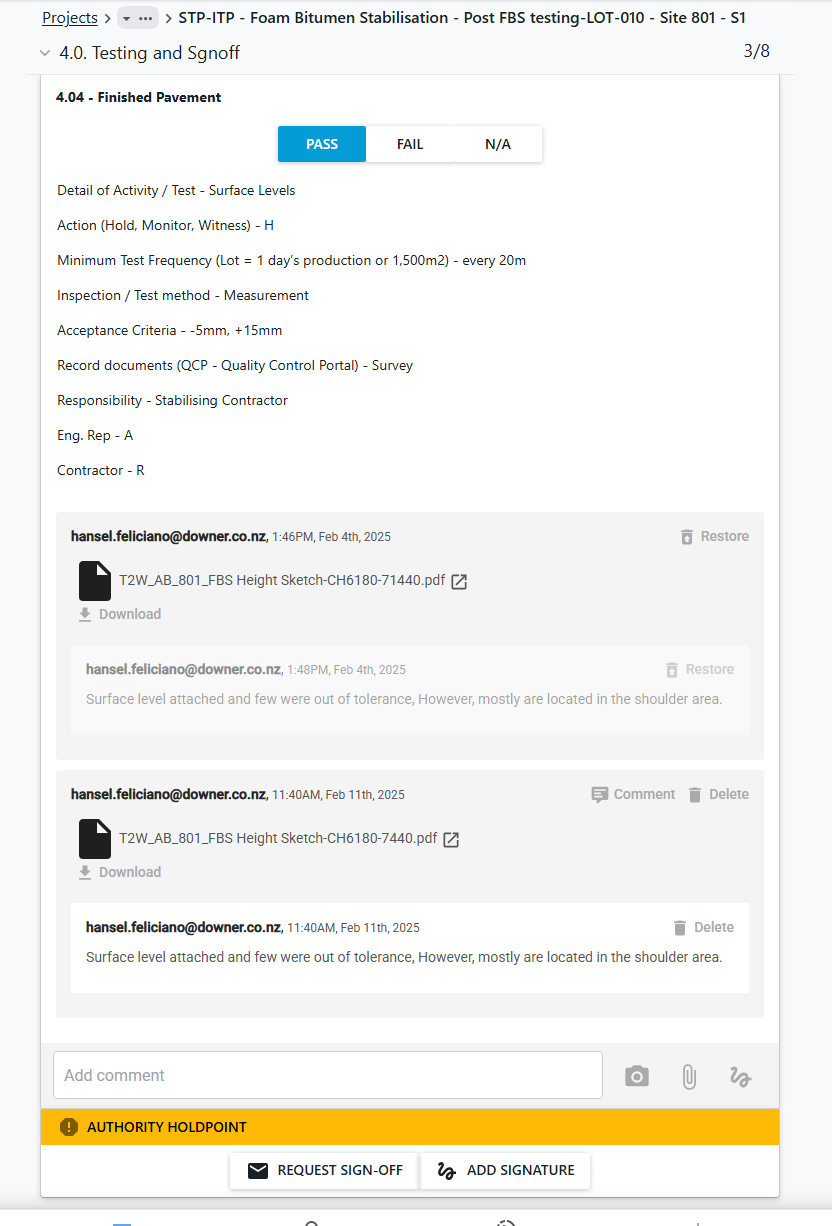 Projects > ... > STP-ITP - Foam Bitumen Stabilisation - Post FBS testing-LOT-010 - Site 801 - S1
4.0. Testing and Sgnoff 3/8
4.04 - Finished Pavement
PASS FAIL N/A
Detail of Activity / Test - Surface Levels
Action (Hold, Monitor, Witness) - H
Minimum Test Frequency (Lot = 1 day's production or 1,500m2) - every 20m
Inspection / Test method - Measurement
Acceptance Criteria - -5mm, +15mm
Record documents (QCP - Quality Control Portal) - Survey
Responsibility - Stabilising Contractor
Eng. Rep - A
Contractor - R
hansel.feliciano@downer.co.nz, 1:46PM, Feb 4th, 2025 Restore
T2W_AB_801_FBS Height Sketch-CH6180-71440.pdf
Download
hansel.feliciano@downer.co.nz, 1:48PM, Feb 4th, 2025 Restore
Surface level attached and few were out of tolerance, However, mostly are located in the shoulder area.
hansel.feliciano@downer.co.nz, 11:40AM, Feb 11th, 2025 Comment Delete
T2W_AB_801_FBS Height Sketch-CH6180-7440.pdf
Download
hansel.feliciano@downer.co.nz, 11:40AM, Feb 11th, 2025 Delete
Surface level attached and few were out of tolerance, However, mostly are located in the shoulder area.
Add comment
AUTHORITY HOLDPOINT
REQUEST SIGN-OFF ADD SIGNATURE